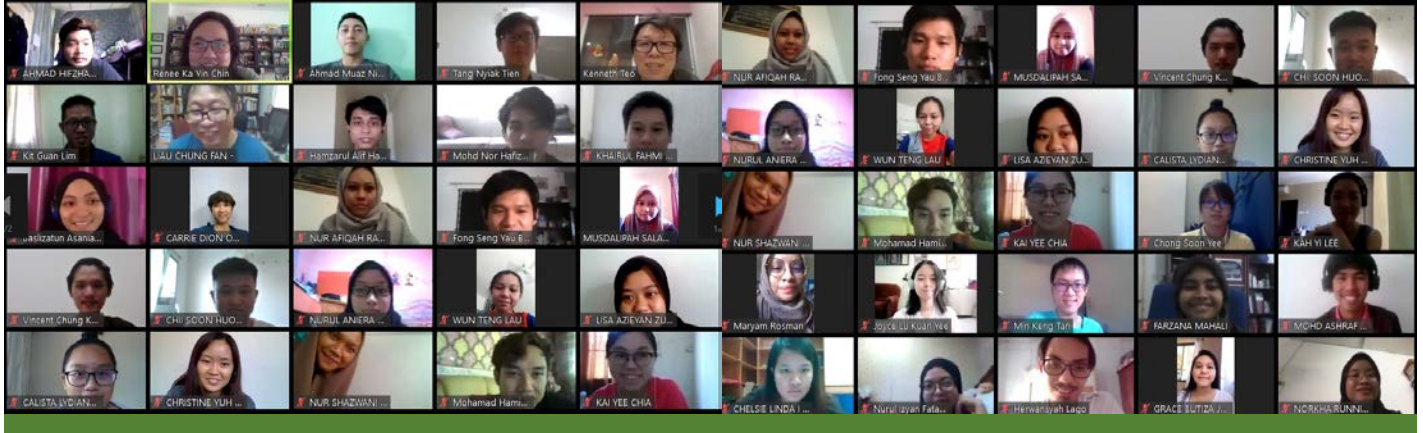 AHMAD HIFZHA...
Renee Ka Yin Chin
Ahmad Muaz Ni...
Tang Nyiak Tien
Kenneth Teo
Kit Guan Lim
LIAU CHUNG FAN -
Hamzarul Alif Ha...
Mohd Nor Hafiz...
KHAIRUL FAHMI ...
Jaslizatun Asania...
CARRIE DION O...
NUR AFIQAH RA...
Fong Seng Yau B...
MUSDALIPAH SALA...
Vincent Chung K...
CHII SOON HUO...
NURUL ANIERA ...
WUN TENG LAU
LISA AZIEYAN ZU...
CALISTA LYDIAN...
CHRISTINE YUH ...
NUR SHAZWANI ...
Mohamad Hami...
KAI YEE CHIA
NUR AFIQAH RA...
Fong Seng Yau B...
MUSDALIPAH SA...
Vincent Chung K...
CHII SOON HUO...
NURUL ANIERA ...
WUN TENG LAU
LISA AZIEYAN ZU...
CALISTA LYDIAN...
CHRISTINE YUH ...
NUR SHAZWANI ...
Mohamad Hami...
KAI YEE CHIA
Chong Soon Yee
KAH YI LEE
Maryam Rosman
Joyce Lu Kuan Yee
Min Keng Tan
FARZANA MAHALI
MOHD ASHRAF ...
CHELSIE LINDA I...
Nurul Izyan Fata...
Herwansyah Lago
GRACE SUTIZA J...
NORKHA RUNNI...